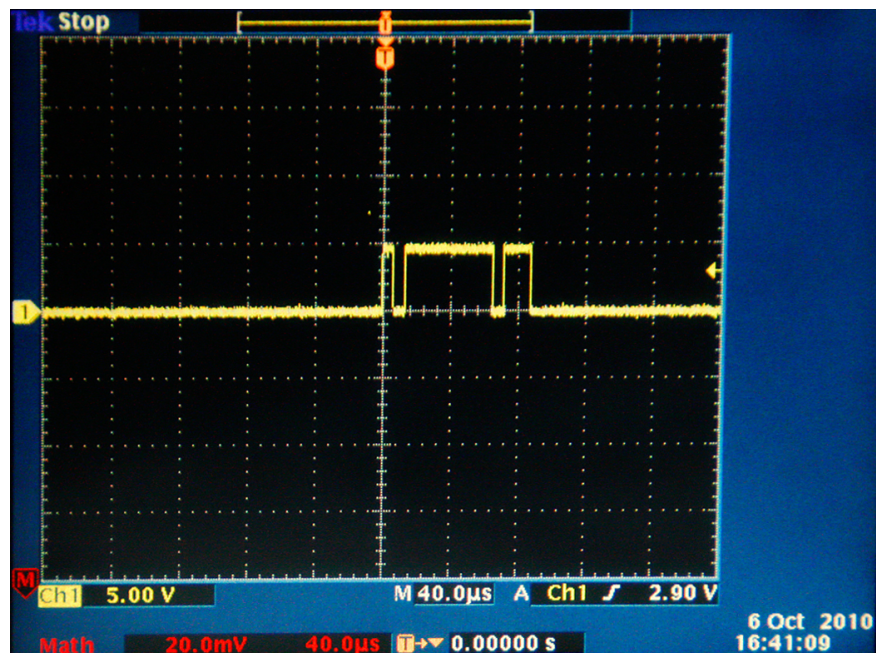 Tek Stop
T
T
1
M
Ch1 5.00 V M 40.0µs A Ch1 2.90 V
Math 20.0mV 40.0µs T 0.00000 s
6 Oct 2010
16:41:09